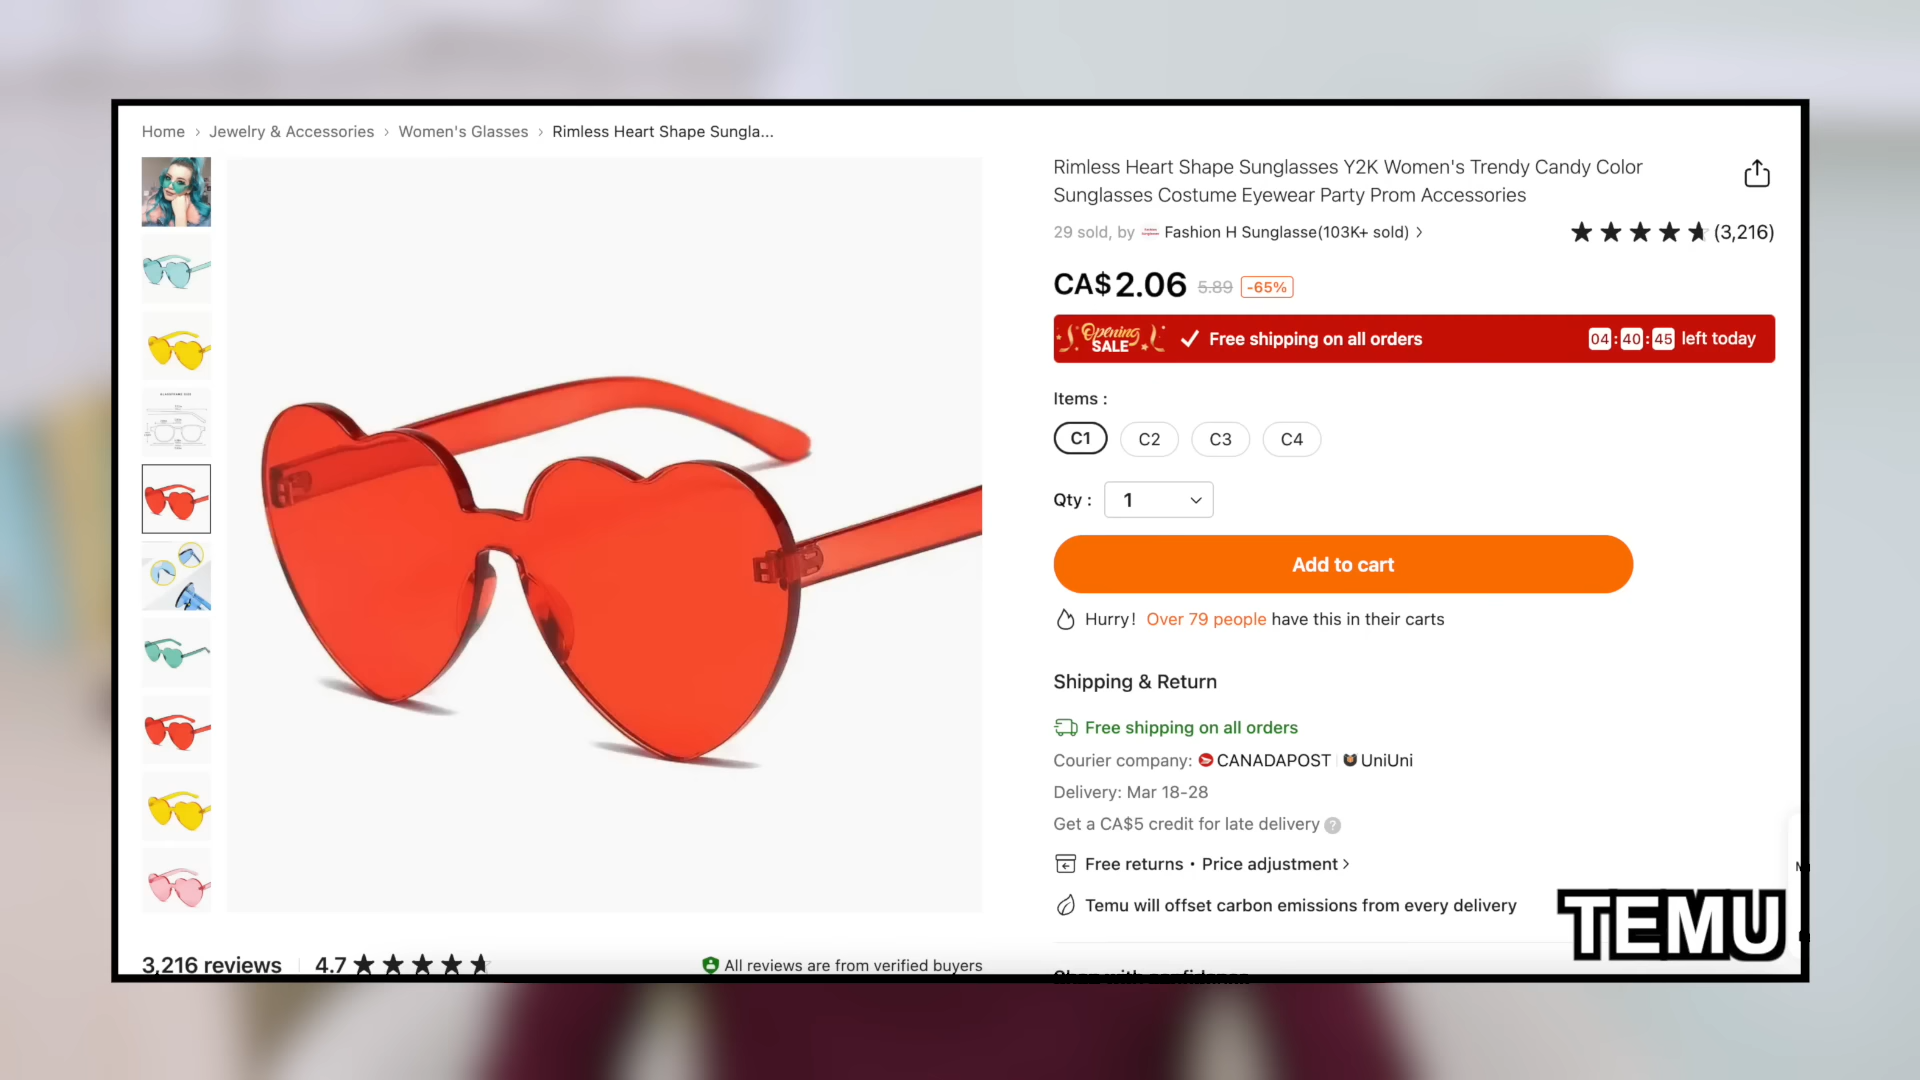 Home › Jewelry & Accessories › Women's Glasses › Rimless Heart Shape Sungla...
Rimless Heart Shape Sunglasses Y2K Women's Trendy Candy Color
Sunglasses Costume Eyewear Party Prom Accessories
29 sold, by Fashion H Sunglasse(103K+ sold) ›
(3,216)
CA$2.06 5.89 -65%
Opening
SALE
Free shipping on all orders
04:40:45 left today
Items :
C1 C2 C3 C4
Qty : 1
Add to cart
Hurry! Over 79 people have this in their carts
Shipping & Return
Free shipping on all orders
Courier company: CANADAPOST UniUni
Delivery: Mar 18-28
Get a CA$5 credit for late delivery ?
Free returns • Price adjustment ›
Temu will offset carbon emissions from every delivery
TEMU
3,216 reviews 4.7
All reviews are from verified buyers
Shop with confidence